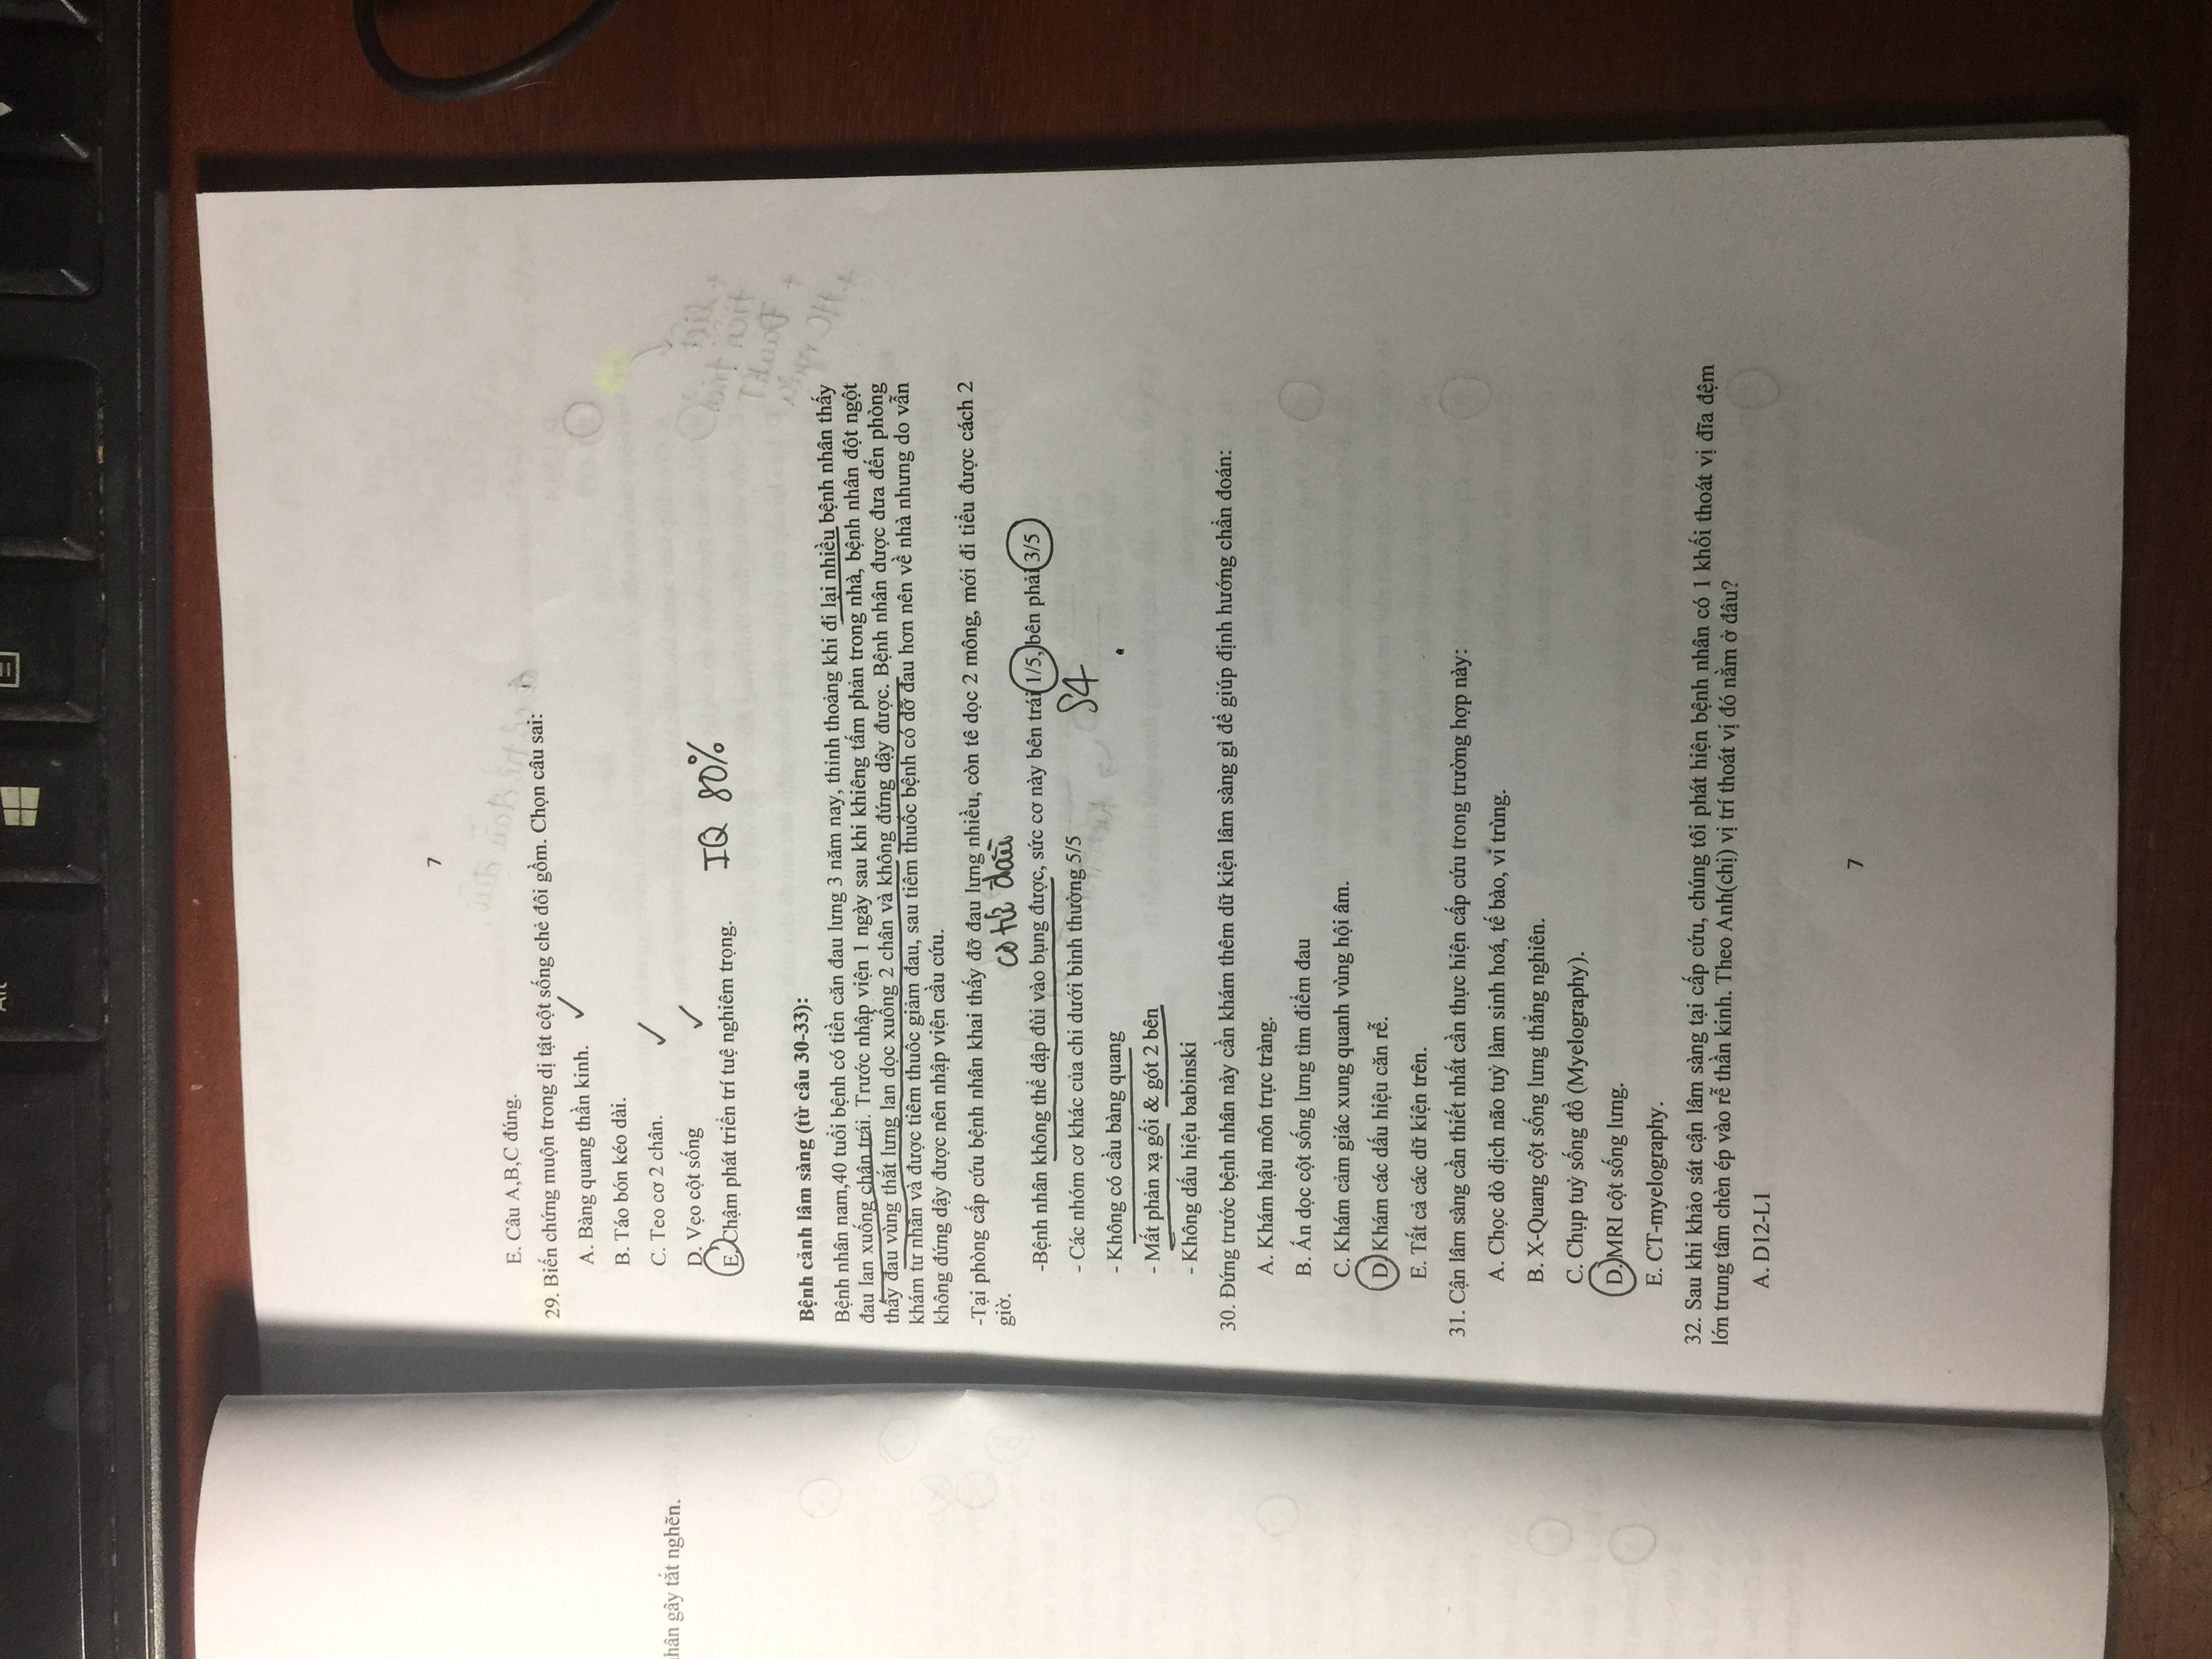 Alt
7
E. Câu A,B,C đúng.
29. Biến chứng muộn trong dị tật cột sống chẻ đôi gồm. Chọn câu sai:
A. Bàng quang thần kinh.
B. Táo bón kéo dài.
C. Teo cơ 2 chân.
hân gây tắt nghẽn.
D. Vẹo cột sống
E. Chậm phát triển trí tuệ nghiêm trọng. IQ 80%
Bệnh cảnh lâm sàng (từ câu 30-33):
Bệnh nhân nam,40 tuổi bệnh có tiền căn đau lưng 3 năm nay, thỉnh thoảng khi đi lại nhiều bệnh nhân thấy
đau lan xuống chân trái. Trước nhập viện 1 ngày sau khi khiêng tấm phản trong nhà, bệnh nhân đột ngột
thấy đau vùng thắt lưng lan dọc xuống 2 chân và không đứng dậy được. Bệnh nhân được đưa đến phòng
khám tư nhân và được tiêm thuốc giảm đau, sau tiêm thuốc bệnh có đỡ đau hơn nên về nhà nhưng do vẫn
không đứng dậy được nên nhập viện cầu cứu.
-Tại phòng cấp cứu bệnh nhân khai thấy đỡ đau lưng nhiều, còn tê dọc 2 mông, mới đi tiểu được cách 2
giờ.
cơ tứ đầu
-Bệnh nhân không thể dập đùi vào bụng được, sức cơ này bên trái 1/5, bên phải 3/5
- Các nhóm cơ khác của chi dưới bình thường 5/5
S4
- Không có cầu bàng quang
- Mất phản xạ gối & gót 2 bên
- Không dấu hiệu babinski
30. Đứng trước bệnh nhân này cần khám thêm dữ kiện lâm sàng gì để giúp định hướng chẩn đoán:
A. Khám hậu môn trực tràng.
B. Ấn dọc cột sống lưng tìm điểm đau
C. Khám cảm giác xung quanh vùng hội âm.
D. Khám các dấu hiệu căn rễ.
E. Tất cả các dữ kiện trên.
31. Cận lâm sàng cần thiết nhất cần thực hiện cấp cứu trong trường hợp này:
A. Chọc dò dịch não tuỷ làm sinh hoá, tế bào, vi trùng.
B. X-Quang cột sống lưng thẳng nghiên.
C. Chụp tuỷ sống đồ (Myelography).
D. MRI cột sống lưng.
E. CT-myelography.
32. Sau khi khảo sát cận lâm sàng tại cấp cứu, chúng tôi phát hiện bệnh nhân có 1 khối thoát vị đĩa đệm
lớn trung tâm chèn ép vào rễ thần kinh. Theo Anh(chị) vị trí thoát vị đó nằm ở đâu?
A. D12-L1
7